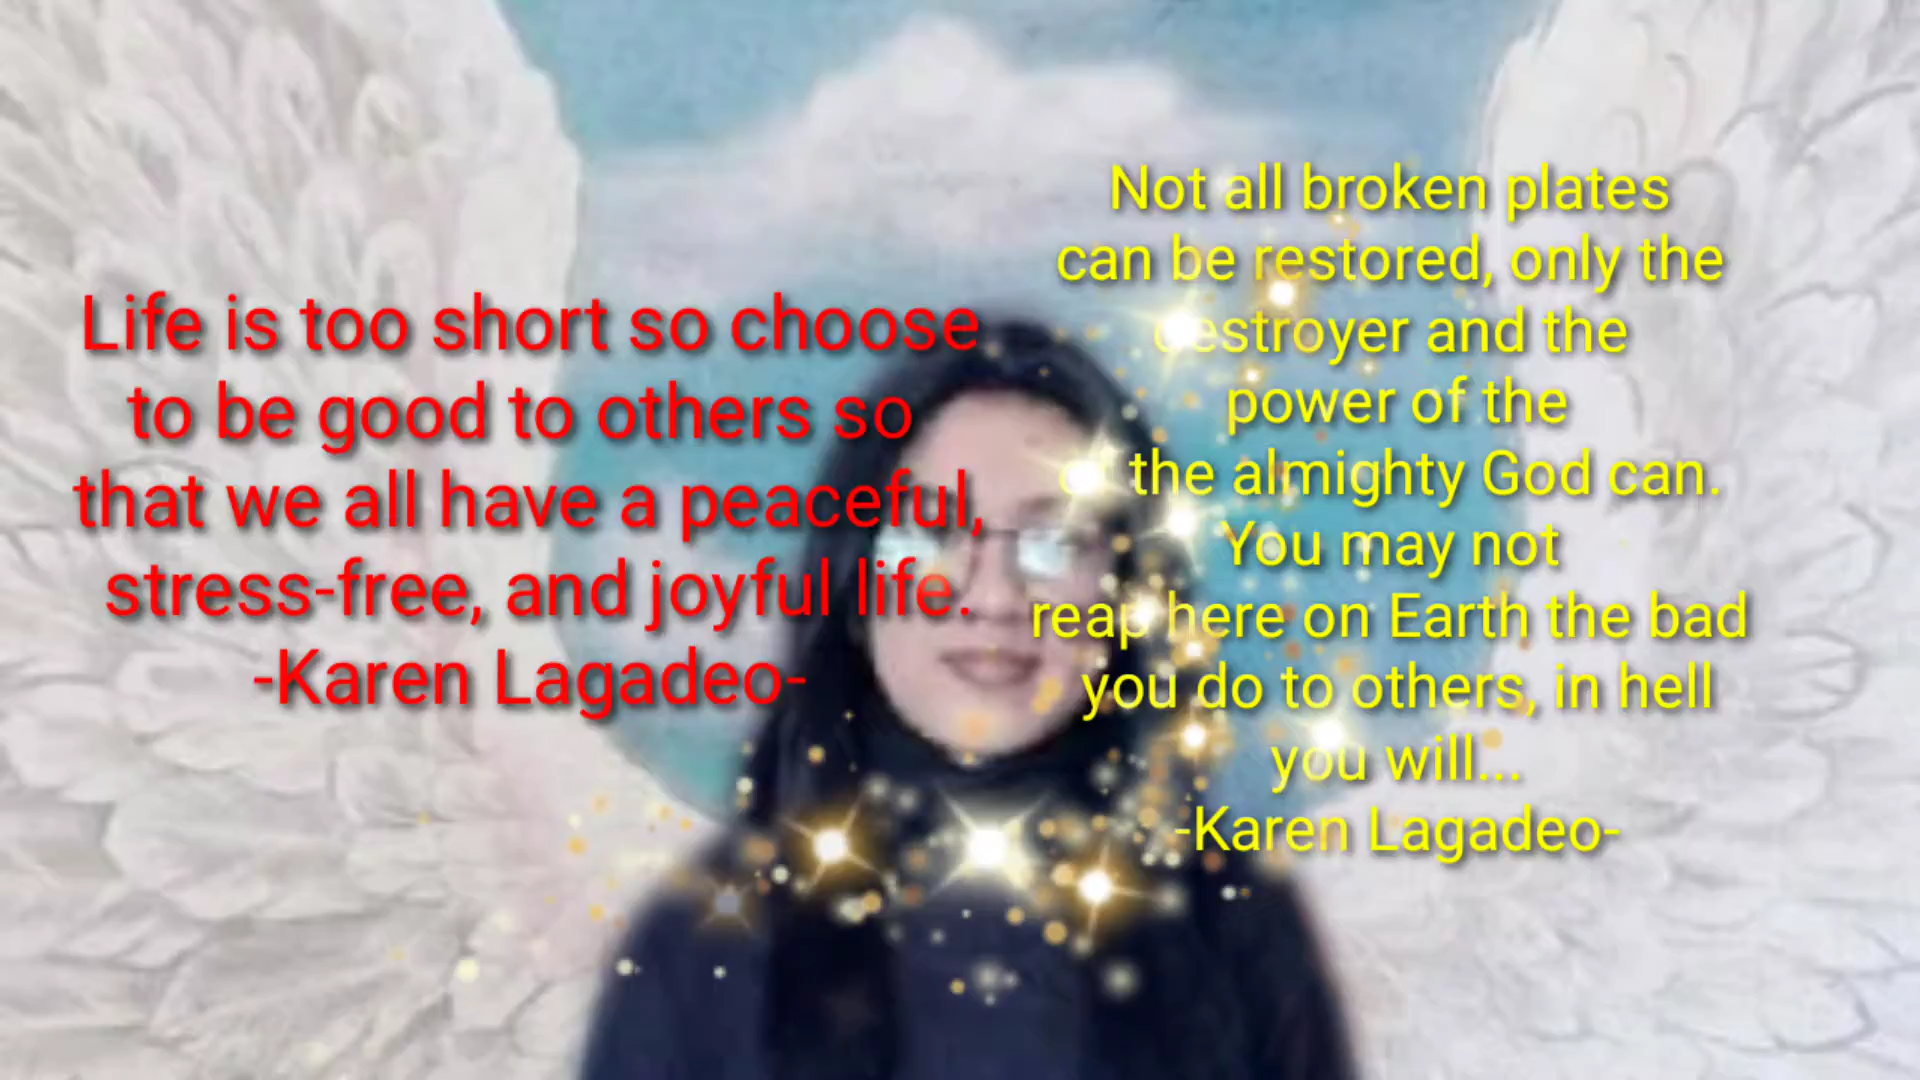 Life is too short so choose
to be good to others so
that we all have a peaceful,
stress-free, and joyful life.
-Karen Lagadeo-
Not all broken plates
can be restored, only the
destroyer and the
power of the
the almighty God can.
You may not
reap here on Earth the bad
you do to others, in hell
you will...
-Karen Lagadeo-